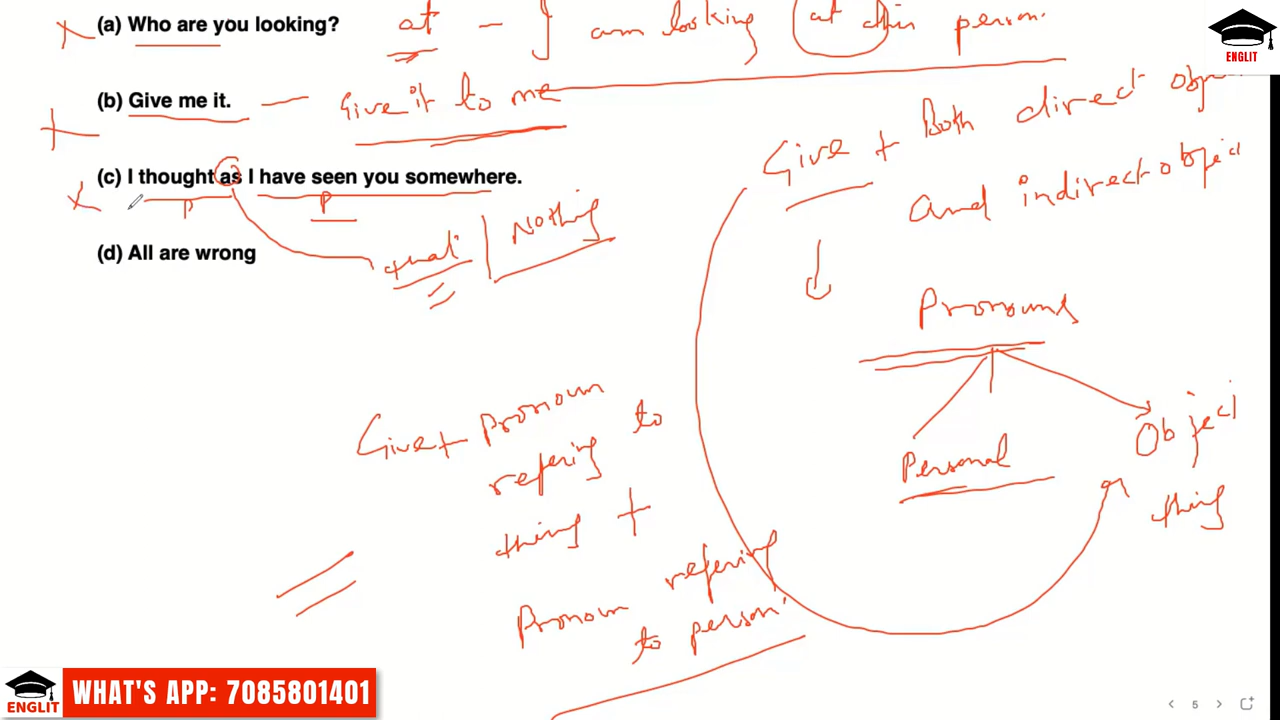 (a) Who are you looking? at - I am looking at this person.
ENGLIT
(b) Give me it. — Give it to me
Give + Both direct obje
and indirect object
(c) I thought as I have seen you somewhere.
P P
that | Nothing
(d) All are wrong
Pronouns
Personal
Object
thing
Give + Pronoun
refering to
thing +
Pronoun refering
to person
ENGLIT
WHAT'S APP: 7085801401
5